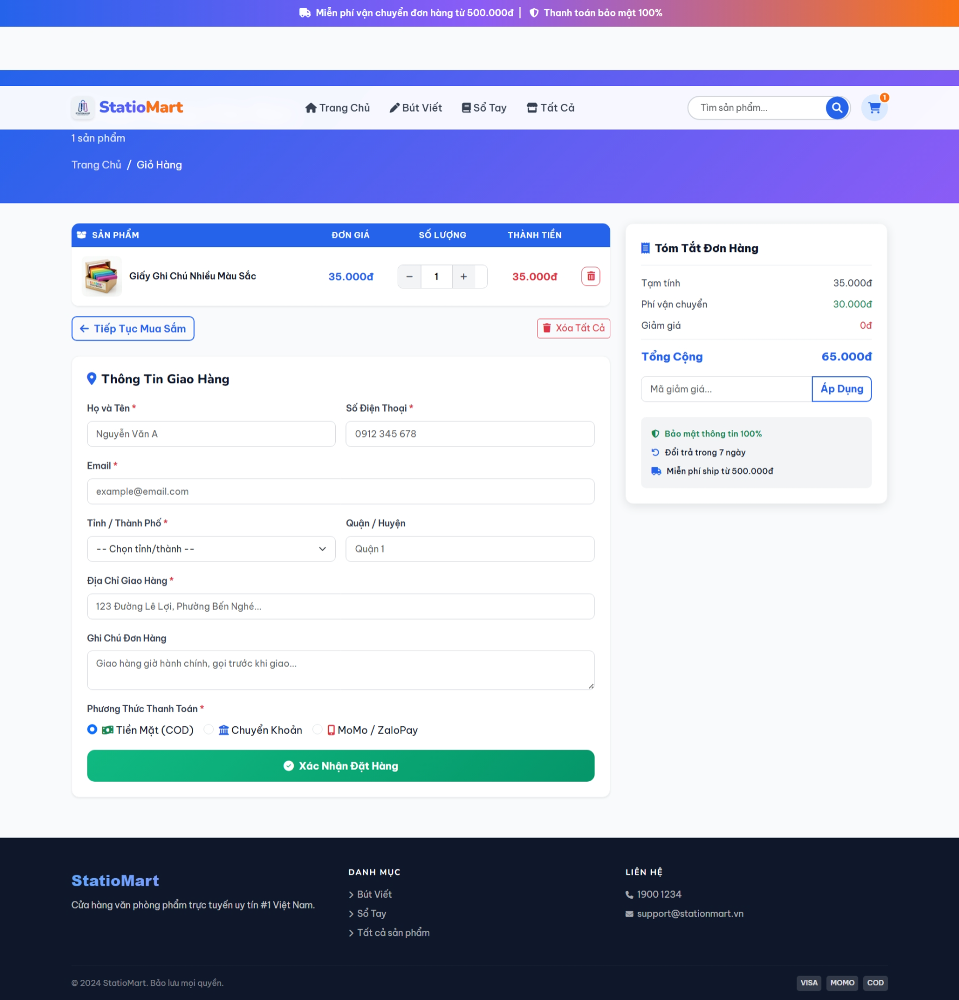 Miễn phí vận chuyển đơn hàng từ 500.000đ | Thanh toán bảo mật 100%
StatioMart
Trang Chủ
Bút Viết
Sổ Tay
Tất Cả
Tìm sản phẩm...
1
1 sản phẩm
Trang Chủ / Giỏ Hàng
SẢN PHẨM
ĐƠN GIÁ
SỐ LƯỢNG
THÀNH TIỀN
Giấy Ghi Chú Nhiều Màu Sắc
35.000đ
− 1 +
35.000đ
Tiếp Tục Mua Sắm
Xóa Tất Cả
Thông Tin Giao Hàng
Họ và Tên *
Số Điện Thoại *
Nguyễn Văn A
0912 345 678
Email *
example@email.com
Tỉnh / Thành Phố *
Quận / Huyện
-- Chọn tỉnh/thành --
Quận 1
Địa Chỉ Giao Hàng *
123 Đường Lê Lợi, Phường Bến Nghé...
Ghi Chú Đơn Hàng
Giao hàng giờ hành chính, gọi trước khi giao...
Phương Thức Thanh Toán *
Tiền Mặt (COD)
Chuyển Khoản
MoMo / ZaloPay
Xác Nhận Đặt Hàng
Tóm Tắt Đơn Hàng
Tạm tính 35.000đ
Phí vận chuyển 30.000đ
Giảm giá 0đ
Tổng Cộng 65.000đ
Mã giảm giá...
Áp Dụng
Bảo mật thông tin 100%
Đổi trả trong 7 ngày
Miễn phí ship từ 500.000đ
StatioMart
Cửa hàng văn phòng phẩm trực tuyến uy tín #1 Việt Nam.
DANH MỤC
Bút Viết
Sổ Tay
Tất cả sản phẩm
LIÊN HỆ
1900 1234
support@stationmart.vn
© 2024 StatioMart. Bảo lưu mọi quyền.
VISA
MOMO
COD